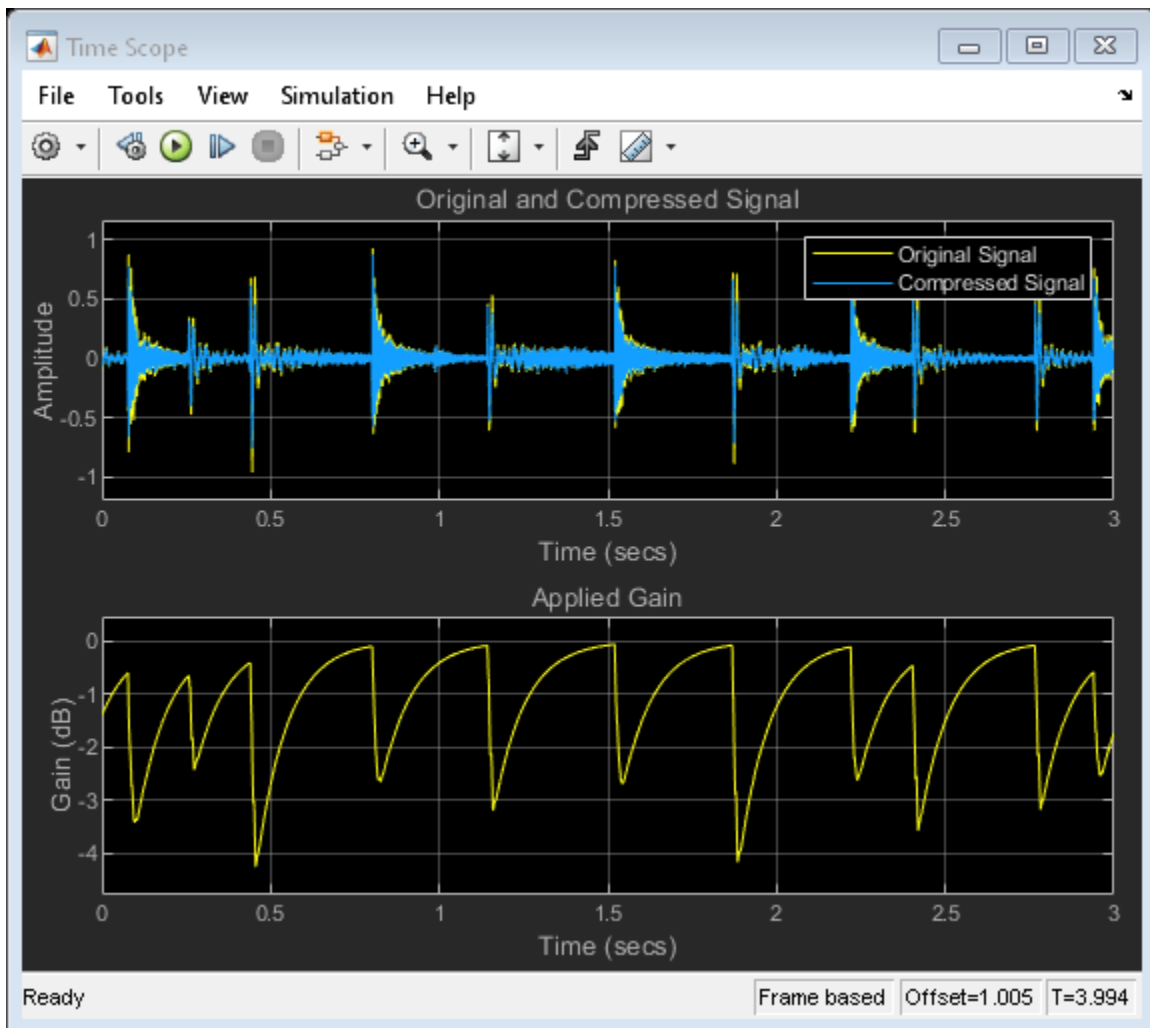 Time Scope
File Tools View Simulation Help
Original and Compressed Signal
Original Signal
Compressed Signal
1
0.5
0
-0.5
-1
Amplitude
0 0.5 1 1.5 2 2.5 3
Time (secs)
Applied Gain
0
-1
-2
-3
-4
Gain (dB)
0 0.5 1 1.5 2 2.5 3
Time (secs)
Ready Frame based Offset=1.005 T=3.994